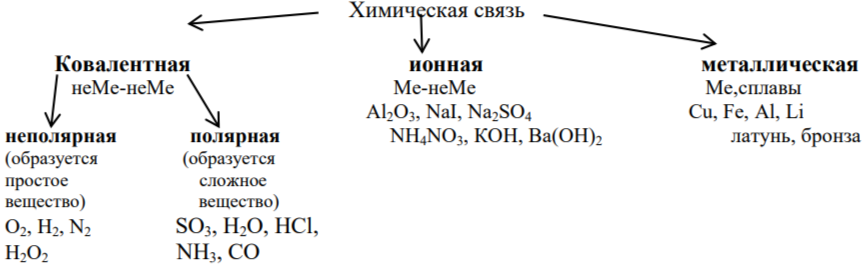 Химическая связь
Ковалентная
неМе-неМе
неполярная
(образуется
простое
вещество)
O₂, H₂, N₂
H₂O₂
полярная
(образуется
сложное
вещество)
SO₃, H₂O, HCl,
NH₃, CO
ионная
Ме-неМе
Al₂O₃, NaI, Na₂SO₄
NH₄NO₃, КОН, Ba(OH)₂
металлическая
Ме,сплавы
Cu, Fe, Al, Li
латунь, бронза